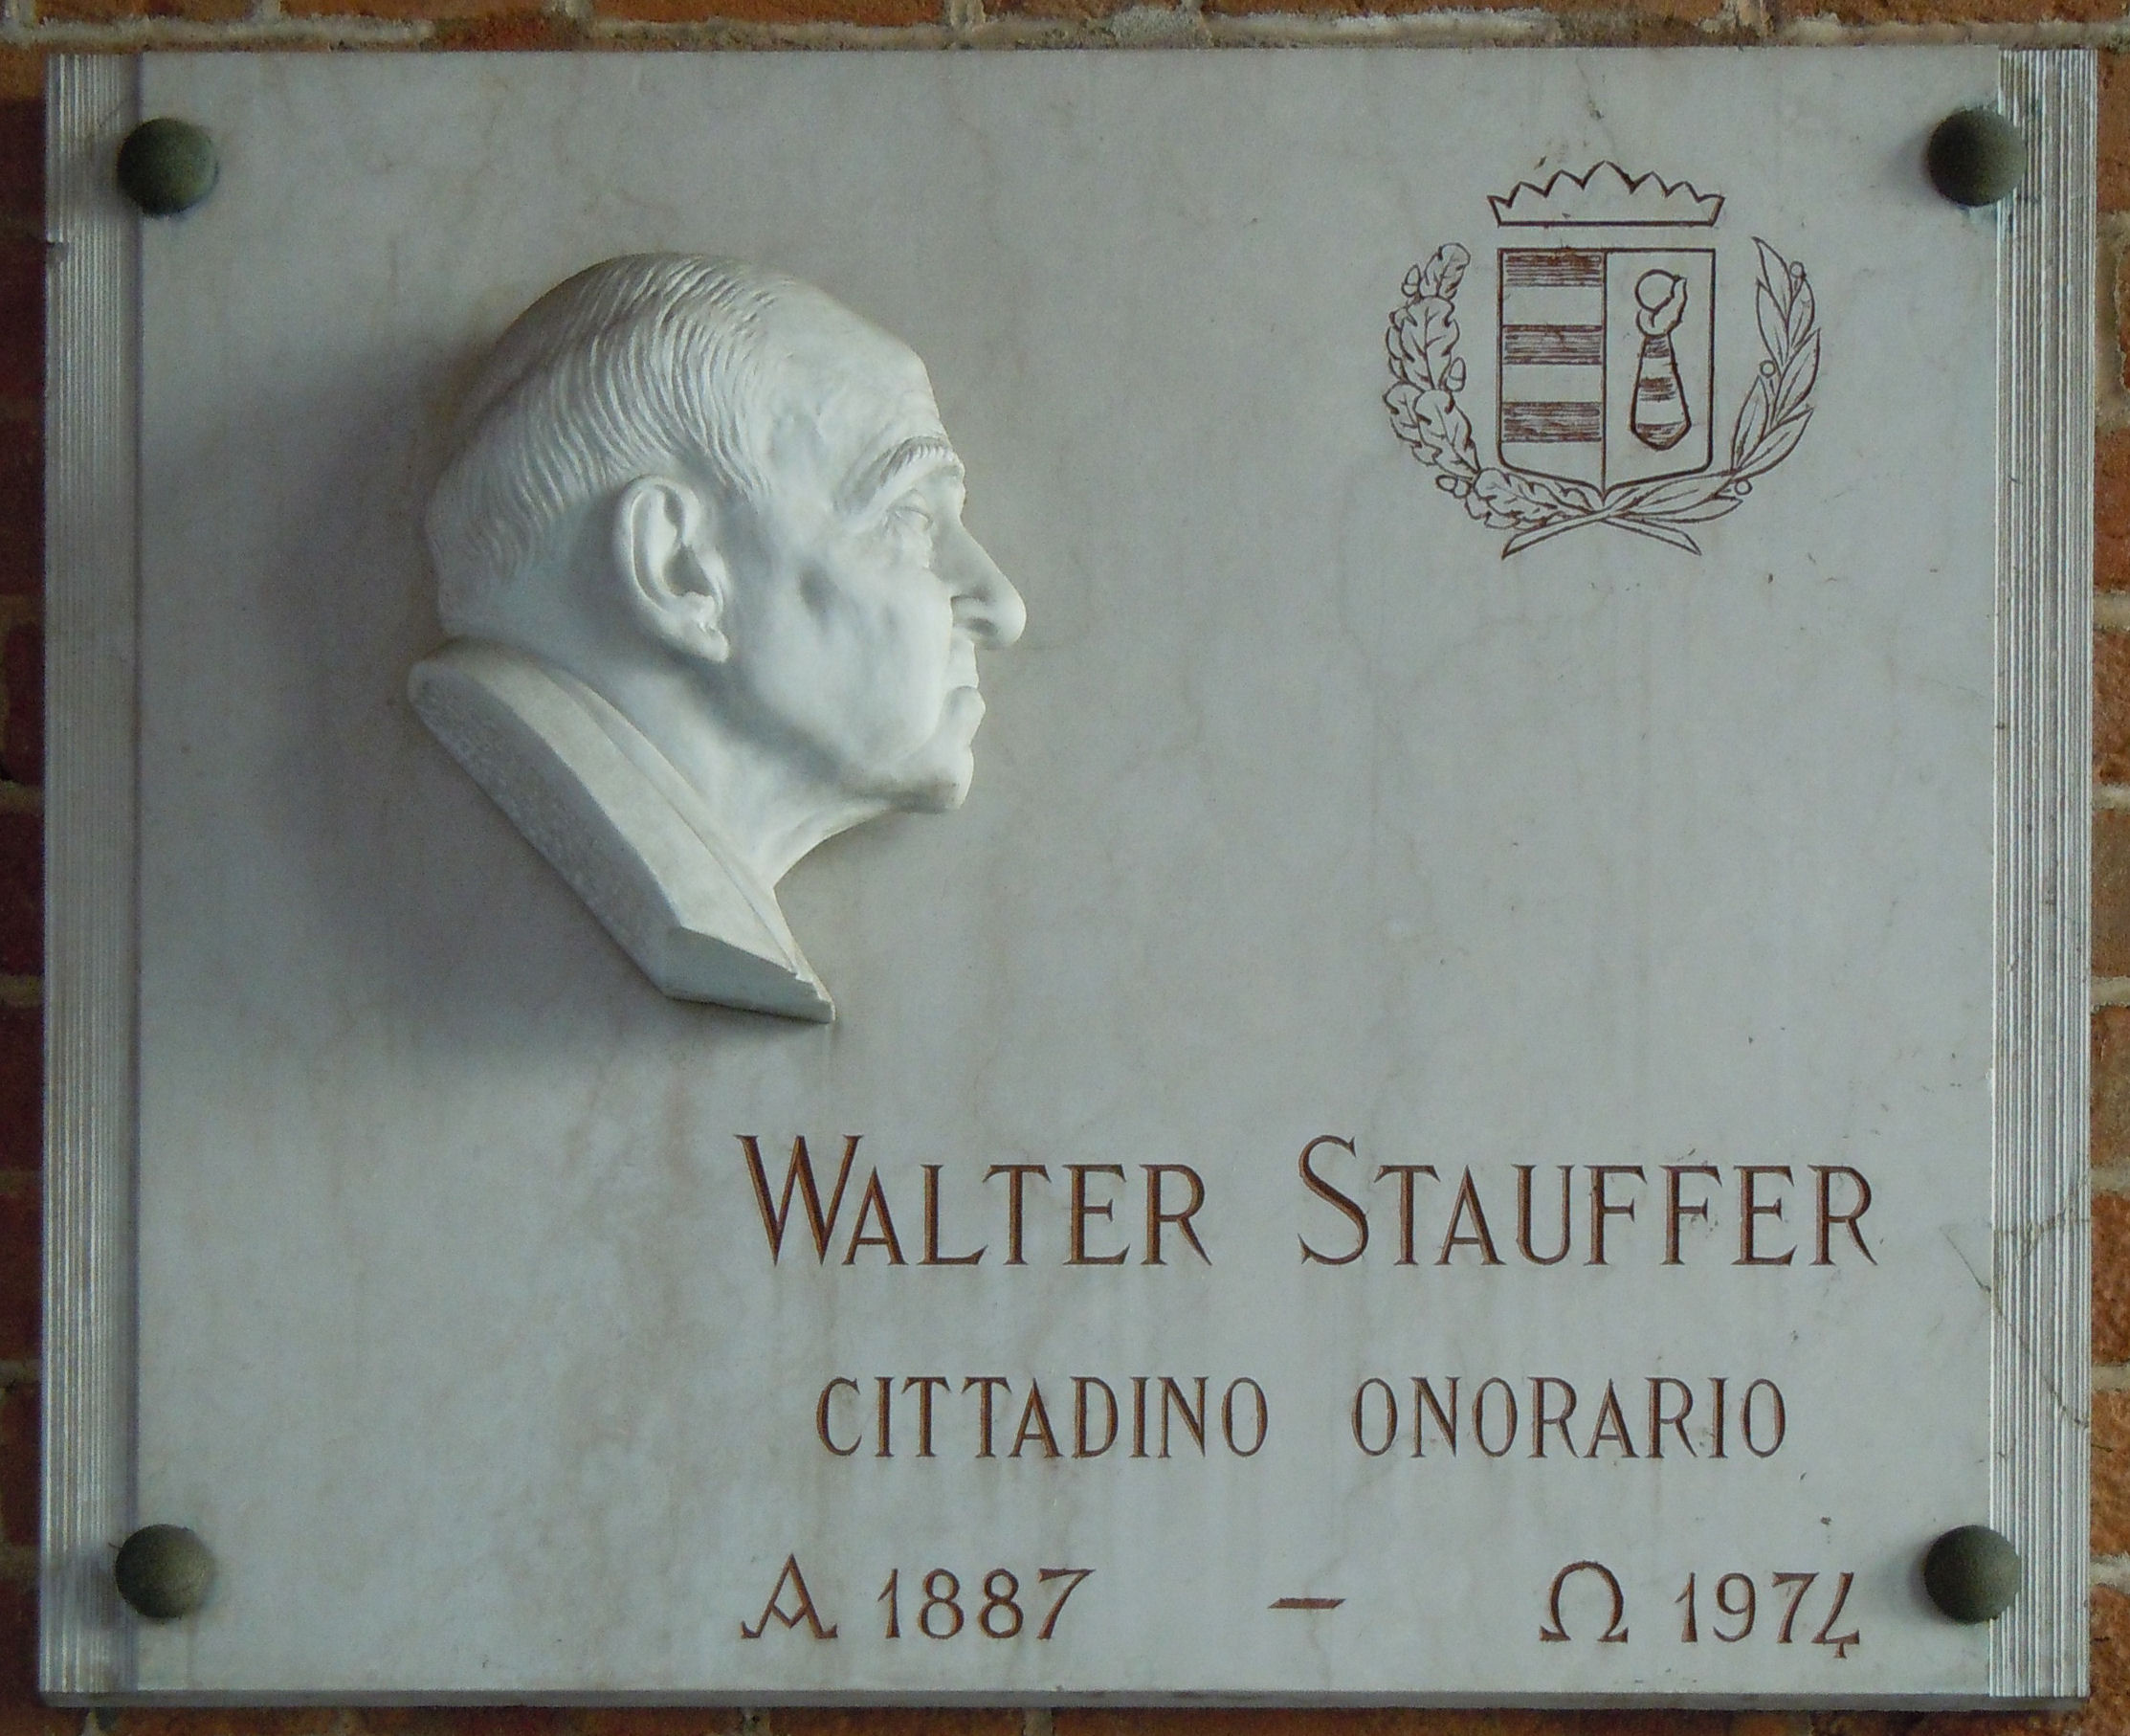 WALTER STAUFFER
CITTADINO ONORARIO
Α 1887 – Ω 1974